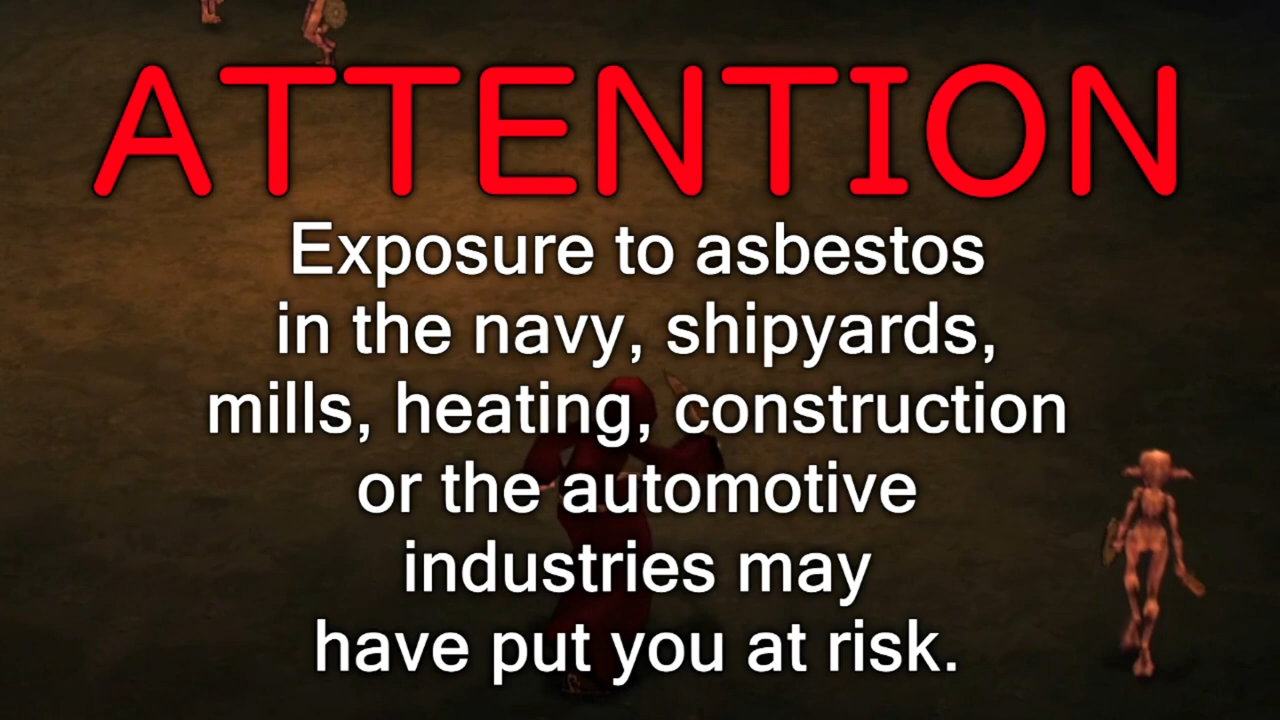 ATTENTION
Exposure to asbestos
in the navy, shipyards,
mills, heating, construction
or the automotive
industries may
have put you at risk.